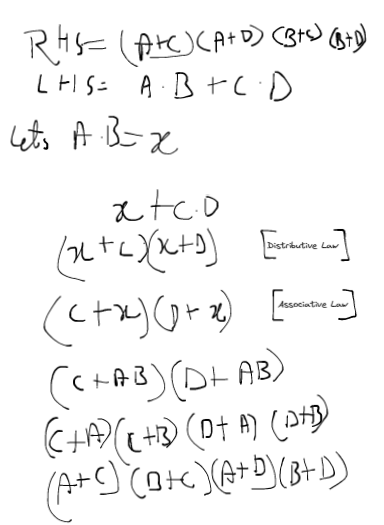 RHS= (A+C) (A+D) (B+C) (B+D)
LHS= A·B + C·D
Lets A·B=x
x+C·D
(x+C)(x+D) [Distributive Law]
(C+x)(D+x) [Associative Law]
(C+AB)(D+AB)
(C+A)(C+B)(D+A)(D+B)
(A+C)(B+C)(A+D)(B+D)